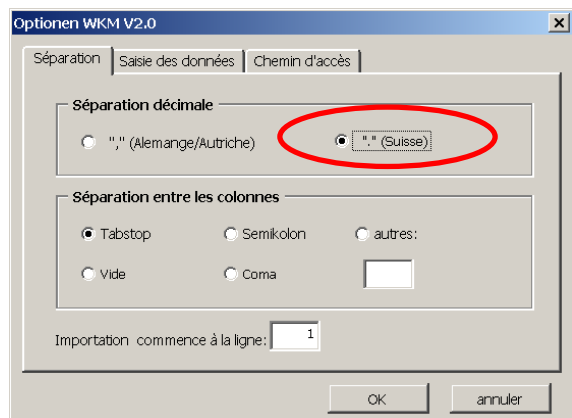 Optionen WKM V2.0
Séparation Saisie des données Chemin d'accès
Séparation décimale
"," (Alemange/Autriche) "." (Suisse)
Séparation entre les colonnes
Tabstop Semikolon autres:
Vide Coma
Importation commence à la ligne: 1
OK annuler